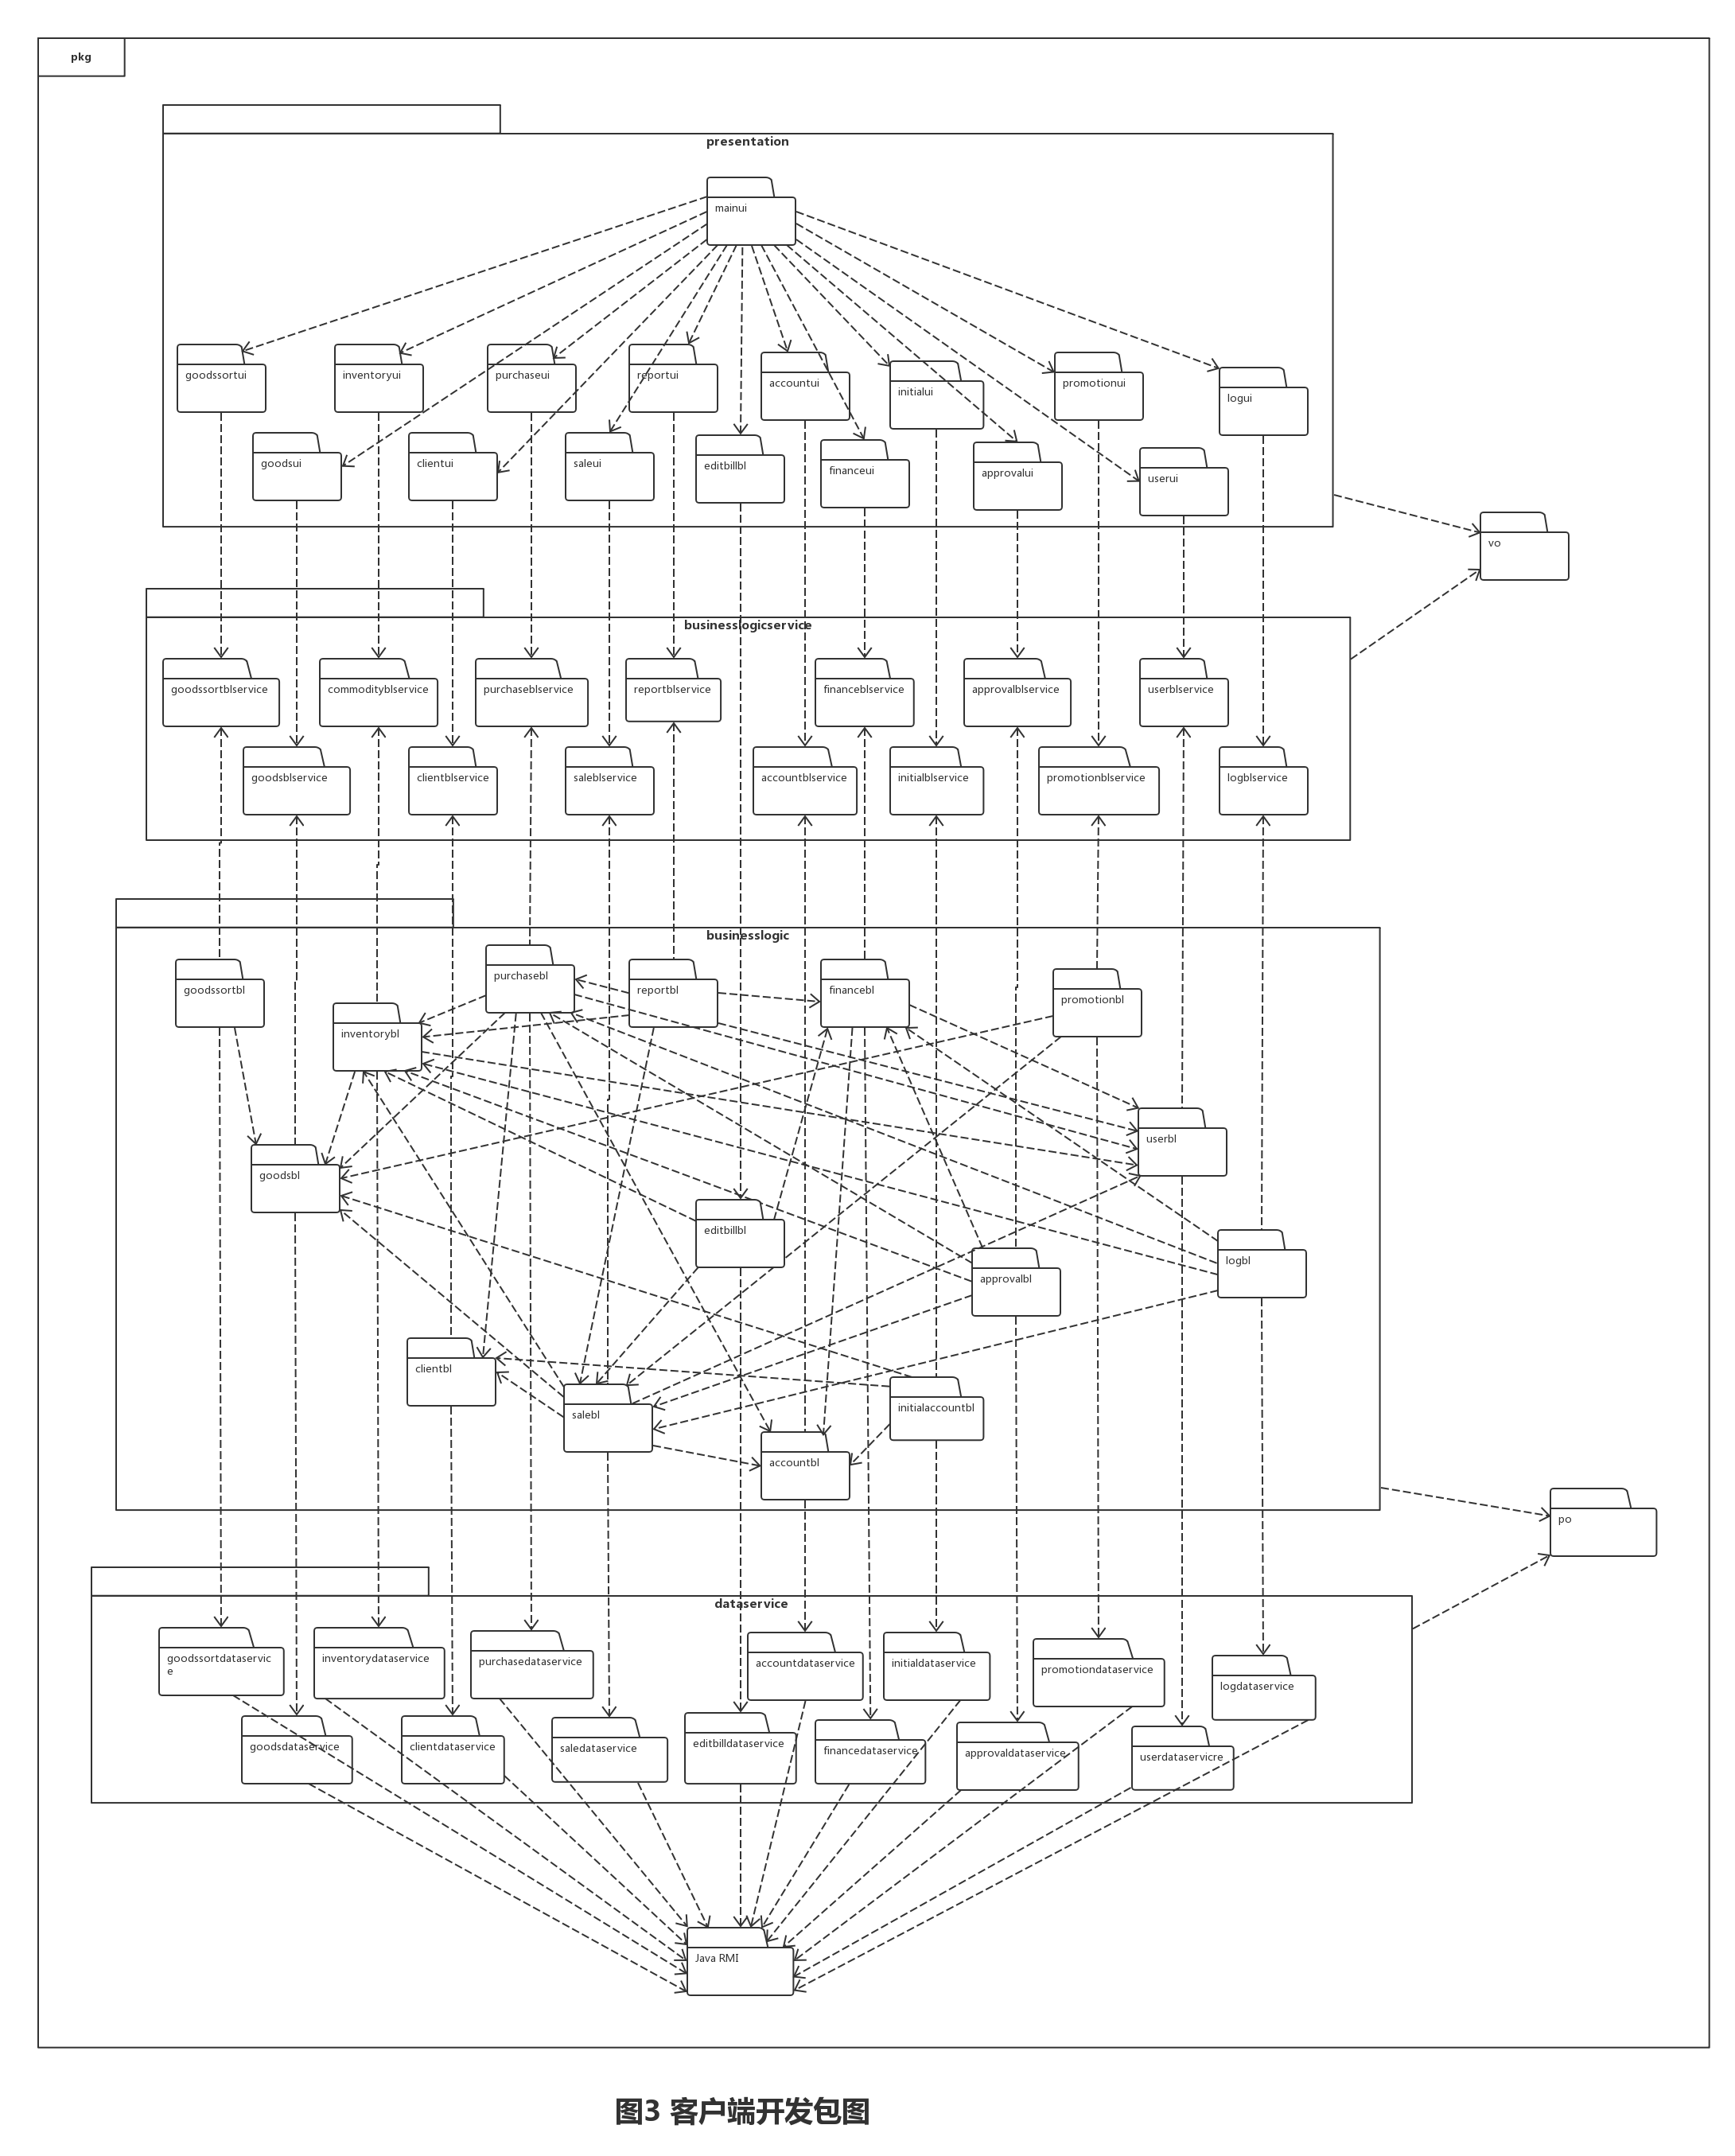 pkg
presentation
mainui
goodssortui
inventoryui
purchaseui
reportui
accountui
initialui
promotionui
logui
goodsui
clientui
saleui
editbillbl
financeui
approvalui
userui
vo
businesslogicservice
goodssortblservice
commodityblservice
purchaseblservice
reportblservice
financeblservice
approvalblservice
userblservice
goodsblservice
clientblservice
saleblservice
accountblservice
initialblservice
promotionblservice
logblservice
businesslogic
purchasebl
goodssortbl
reportbl
financebl
promotionbl
inventorybl
userbl
goodsbl
editbillbl
logbl
approvalbl
clientbl
initialaccountbl
salebl
accountbl
po
dataservice
goodssortdataservic
e
inventorydataservice
purchasedataservice
accountdataservice
initialdataservice
promotiondataservice
logdataservice
goodsdataservice
clientdataservice
saledataservice
editbilldataservice
financedataservice
approvaldataservice
userdataservicre
Java RMI
图3 客户端开发包图